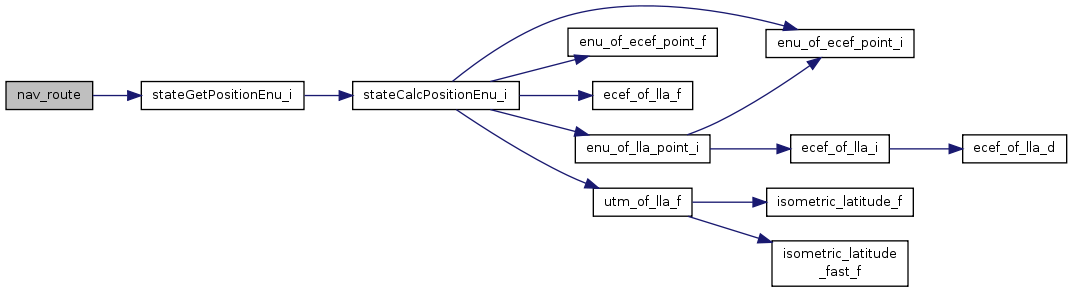 nav_route
stateGetPositionEnu_i
stateCalcPositionEnu_i
enu_of_ecef_point_f
enu_of_ecef_point_i
ecef_of_lla_f
enu_of_lla_point_i
ecef_of_lla_i
ecef_of_lla_d
utm_of_lla_f
isometric_latitude_f
isometric_latitude
_fast_f